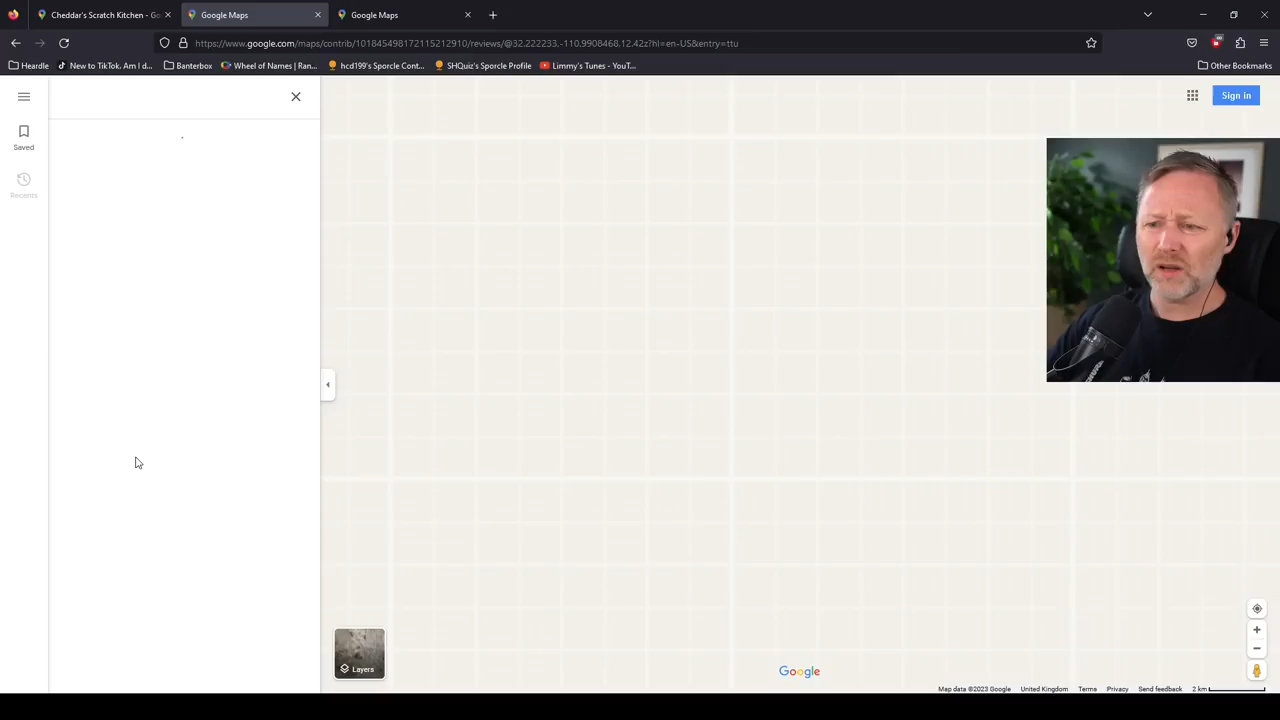 Cheddar's Scratch Kitchen - Go
Google Maps
Google Maps
https://www.google.com/maps/contrib/101845498172115212910/reviews/@32.222233,-110.9908468,12.42z?hl=en-US&entry=ttu
Heardle
New to TikTok. Am I d...
Banterbox
Wheel of Names | Ran...
hcd199's Sporcle Cont...
SHQuiz's Sporcle Profile
Limmy's Tunes - YouT...
Other Bookmarks
Sign in
Saved
Recents
Layers
Google
Map data ©2023 Google
United Kingdom
Terms
Privacy
Send feedback
2 km